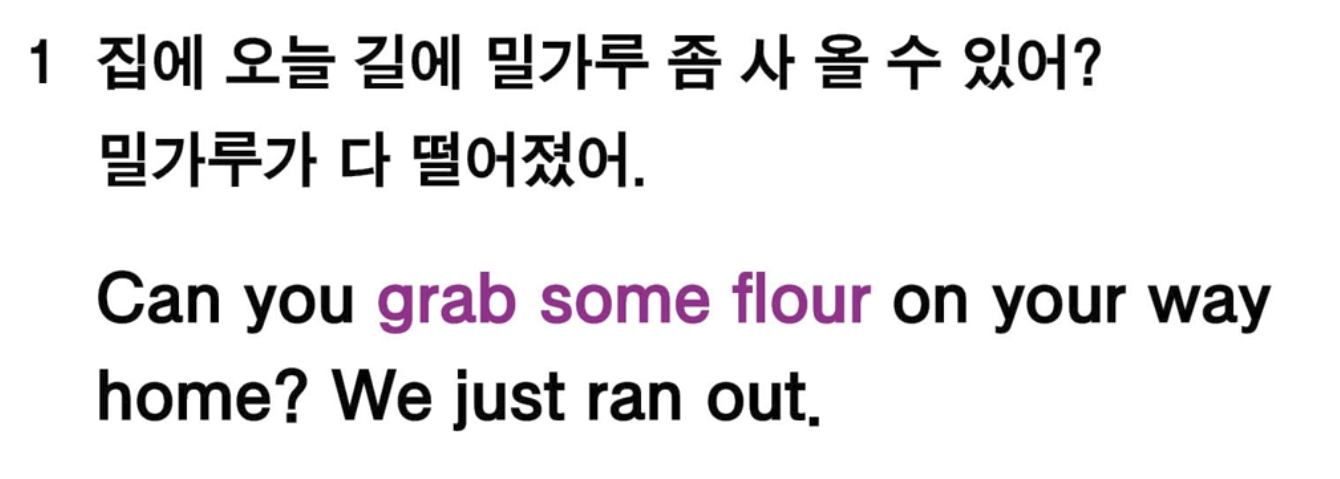 1 집에 오늘 길에 밀가루 좀 사 올 수 있어?
밀가루가 다 떨어졌어.
Can you grab some flour on your way
home? We just ran out.